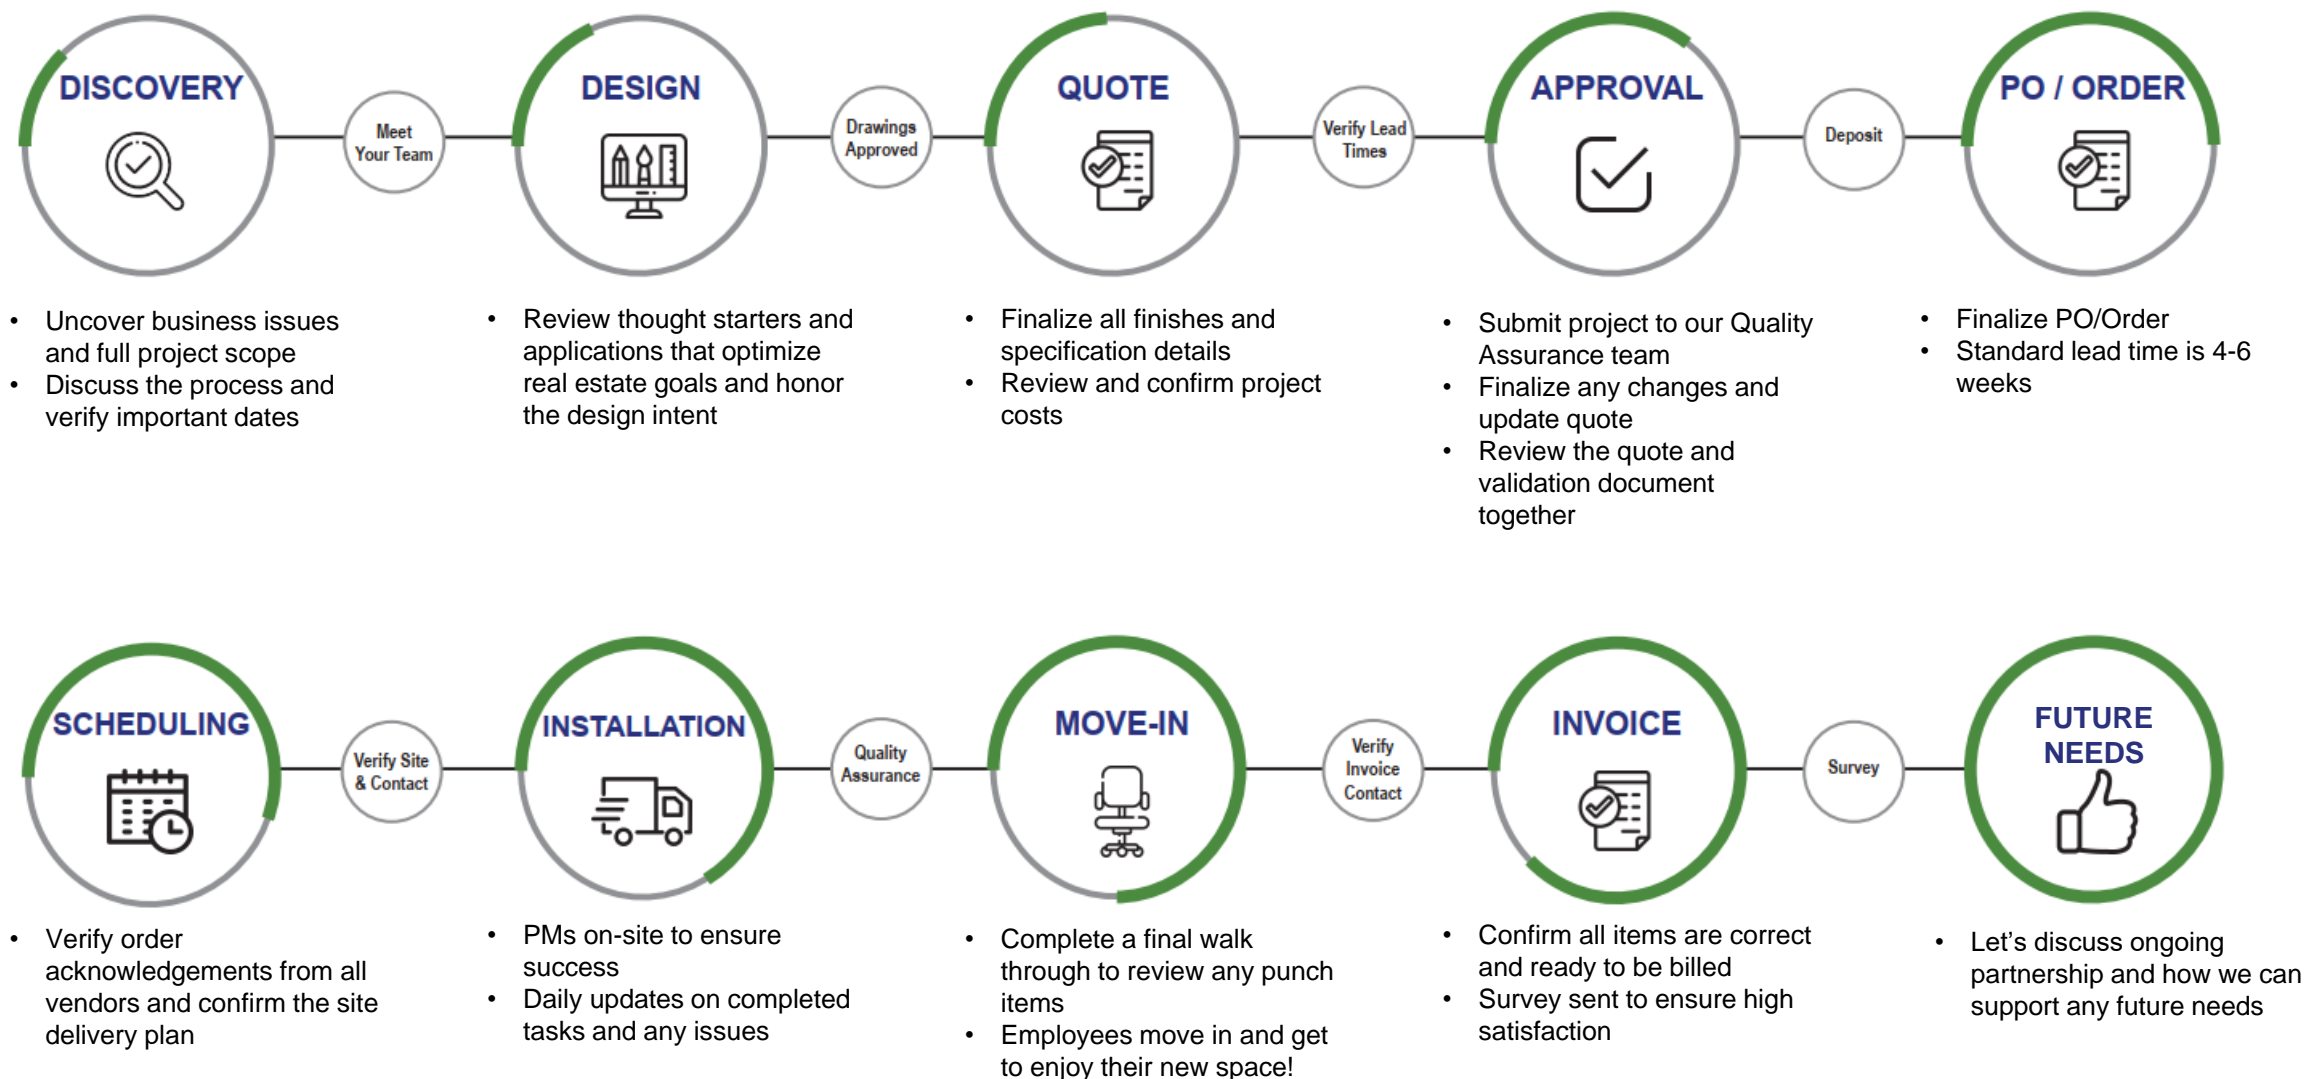 DISCOVERY
Meet
Your Team
DESIGN
Drawings
Approved
QUOTE
Verify Lead
Times
APPROVAL
Deposit
PO / ORDER
• Uncover business issues
and full project scope
• Discuss the process and
verify important dates
• Review thought starters and
applications that optimize
real estate goals and honor
the design intent
• Finalize all finishes and
specification details
• Review and confirm project
costs
• Submit project to our Quality
Assurance team
• Finalize any changes and
update quote
• Review the quote and
validation document
together
• Finalize PO/Order
• Standard lead time is 4-6
weeks
SCHEDULING
Verify Site
& Contact
INSTALLATION
Quality
Assurance
MOVE-IN
Verify
Invoice
Contact
INVOICE
Survey
FUTURE
NEEDS
• Verify order
acknowledgements from all
vendors and confirm the site
delivery plan
• PMs on-site to ensure
success
• Daily updates on completed
tasks and any issues
• Complete a final walk
through to review any punch
items
• Employees move in and get
to enjoy their new space!
• Confirm all items are correct
and ready to be billed
• Survey sent to ensure high
satisfaction
• Let’s discuss ongoing
partnership and how we can
support any future needs